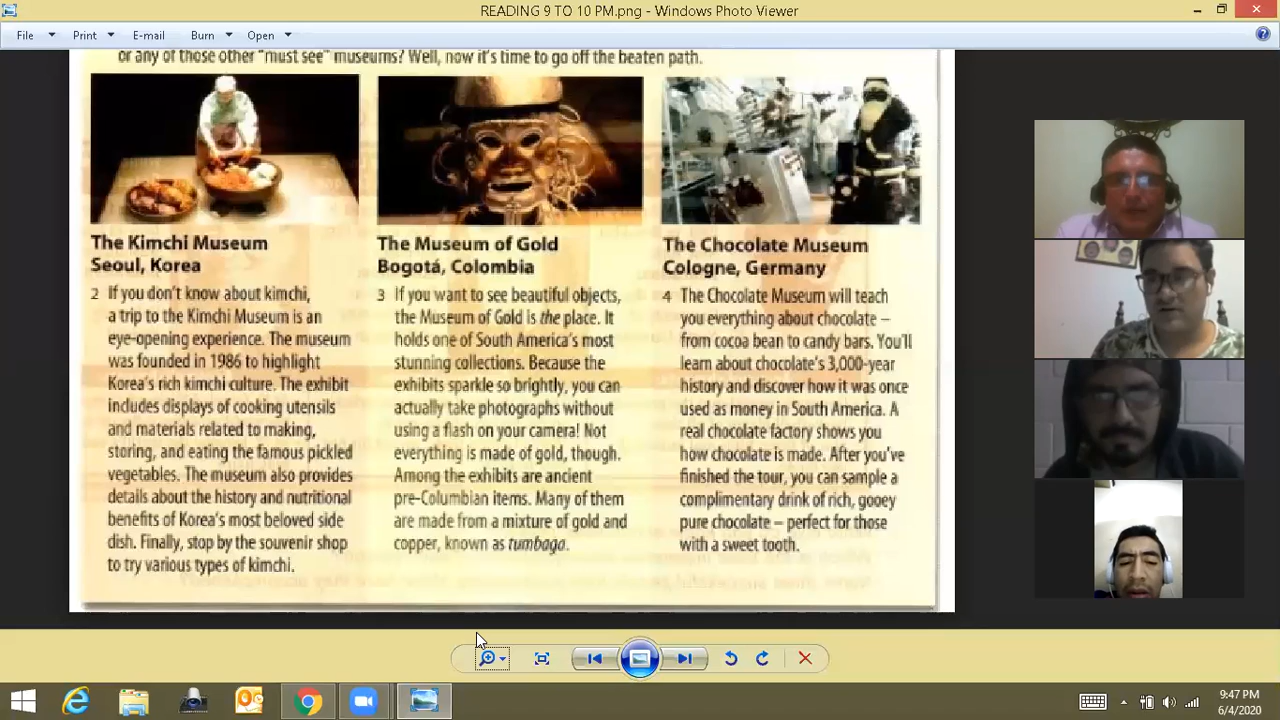 READING 9 TO 10 PM.png - Windows Photo Viewer
File Print E-mail Burn Open
or any of those other “must see” museums? Well, now it's time to go off the beaten path.
The Kimchi Museum
Seoul, Korea
2 If you don't know about kimchi,
a trip to the Kimchi Museum is an
eye-opening experience. The museum
was founded in 1986 to highlight
Korea's rich kimchi culture. The exhibit
includes displays of cooking utensils
and materials related to making,
storing, and eating the famous pickled
vegetables. The museum also provides
details about the history and nutritional
benefits of Korea's most beloved side
dish. Finally, stop by the souvenir shop
to try various types of kimchi.
The Museum of Gold
Bogotá, Colombia
3 If you want to see beautiful objects,
the Museum of Gold is the place. It
holds one of South America's most
stunning collections. Because the
exhibits sparkle so brightly, you can
actually take photographs without
using a flash on your camera! Not
everything is made of gold, though.
Among the exhibits are ancient
pre-Columbian items. Many of them
are made from a mixture of gold and
copper, known as tumbaga.
The Chocolate Museum
Cologne, Germany
4 The Chocolate Museum will teach
you everything about chocolate –
from cocoa bean to candy bars. You'll
learn about chocolate's 3,000-year
history and discover how it was once
used as money in South America. A
real chocolate factory shows you
how chocolate is made. After you've
finished the tour, you can sample a
complimentary drink of rich, gooey
pure chocolate – perfect for those
with a sweet tooth.
9:47 PM
6/4/2020